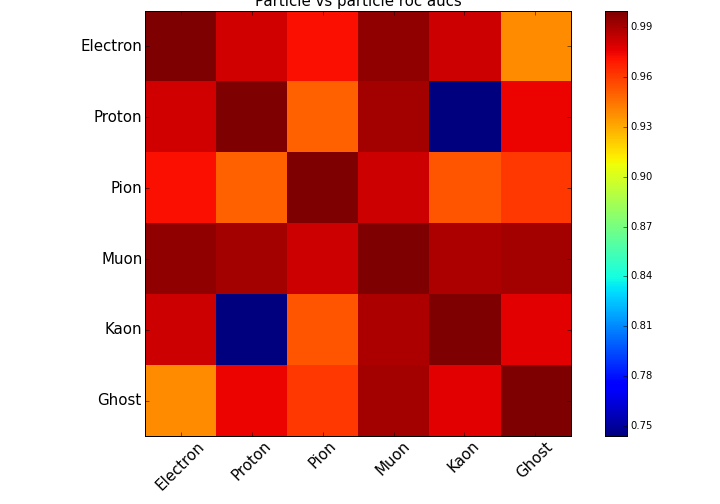 Particle vs particle roc aucs
Electron
Proton
Pion
Muon
Kaon
Ghost
Electron
Proton
Pion
Muon
Kaon
Ghost
0.99
0.96
0.93
0.90
0.87
0.84
0.81
0.78
0.75